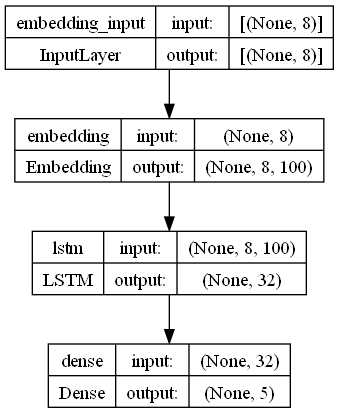 embedding_input input: [(None, 8)]
InputLayer output: [(None, 8)]
embedding input: (None, 8)
Embedding output: (None, 8, 100)
lstm input: (None, 8, 100)
LSTM output: (None, 32)
dense input: (None, 32)
Dense output: (None, 5)